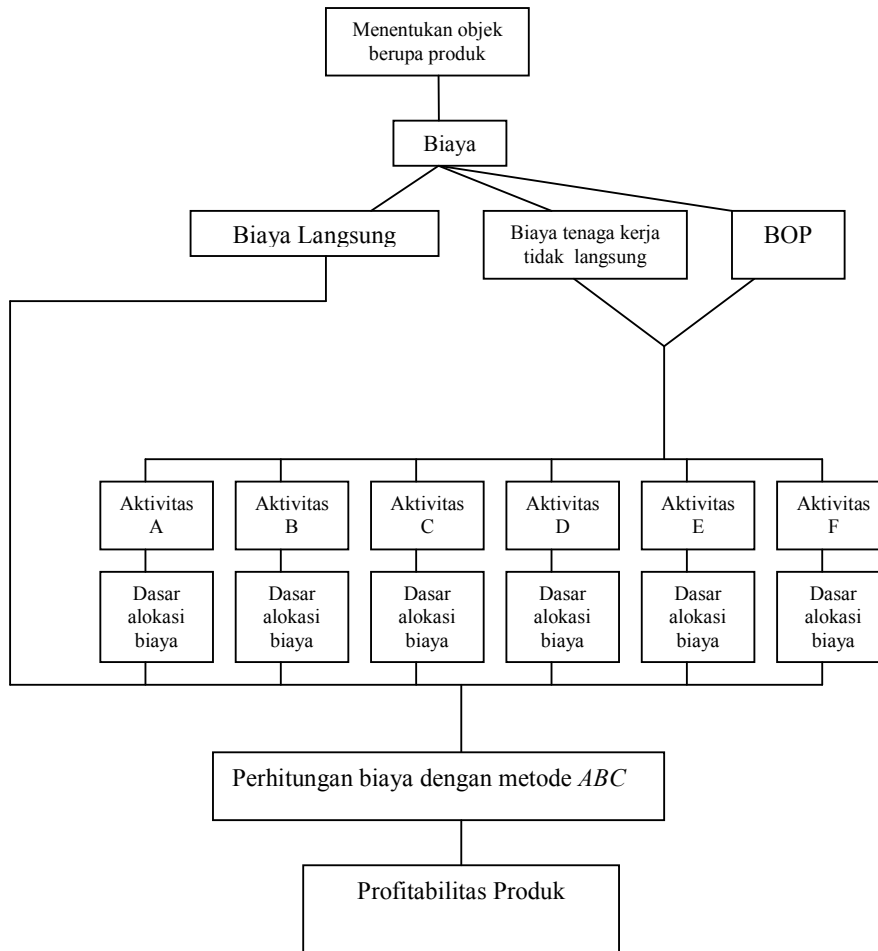 Menentukan objek
berupa produk
Biaya
Biaya Langsung
Biaya tenaga kerja
tidak langsung
BOP
Aktivitas
A
Aktivitas
B
Aktivitas
C
Aktivitas
D
Aktivitas
E
Aktivitas
F
Dasar
alokasi
biaya
Dasar
alokasi
biaya
Dasar
alokasi
biaya
Dasar
alokasi
biaya
Dasar
alokasi
biaya
Dasar
alokasi
biaya
Perhitungan biaya dengan metode ABC
Profitabilitas Produk